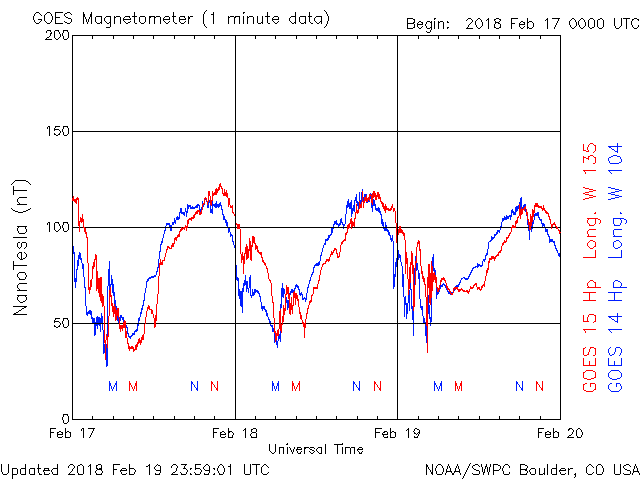 GOES Magnetometer (1 minute data)
Begin: 2018 Feb 17 0000 UTC
200
150
100
50
0
NanoTesla (nT)
M M N N M M N N M M N N
Feb 17 Feb 18 Feb 19 Feb 20
Universal Time
GOES 15 Hp Long. W 135
GOES 14 Hp Long. W 104
Updated 2018 Feb 19 23:59:01 UTC
NOAA/SWPC Boulder, CO USA